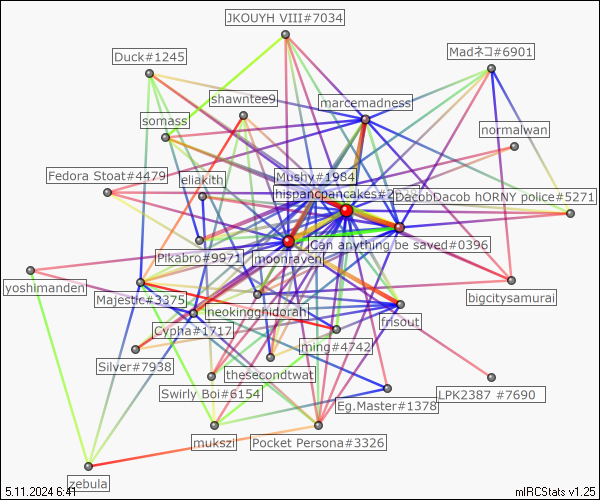 JKOUYH VIII#7034
Madネコ#6901
Duck#1245
shawntee9
marcemadness
somass
normalwan
Fedora Stoat#4479
eliakith
Mushy#1984
hispancpancakes#2
DacobDacob hORNY police#5271
Can anything be saved#0396
Pikabro#9971
moonraven
yoshimanden
Majestic#3375
neokingghidorah
bigcitysamurai
Cypha#1717
frisout
ming#4742
Silver#7938
thesecondtwat
Swirly Boi#6154
Eg.Master#1378
LPK2387 #7690
mukszi
Pocket Persona#3326
zebula
5.11.2024 6:41
mIRCStats v1.25